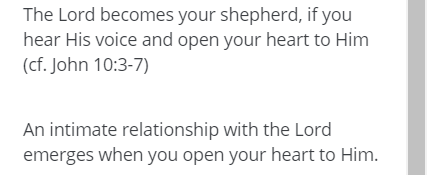 The Lord becomes your shepherd, if you
hear His voice and open your heart to Him
(cf. John 10:3-7)
An intimate relationship with the Lord
emerges when you open your heart to Him.